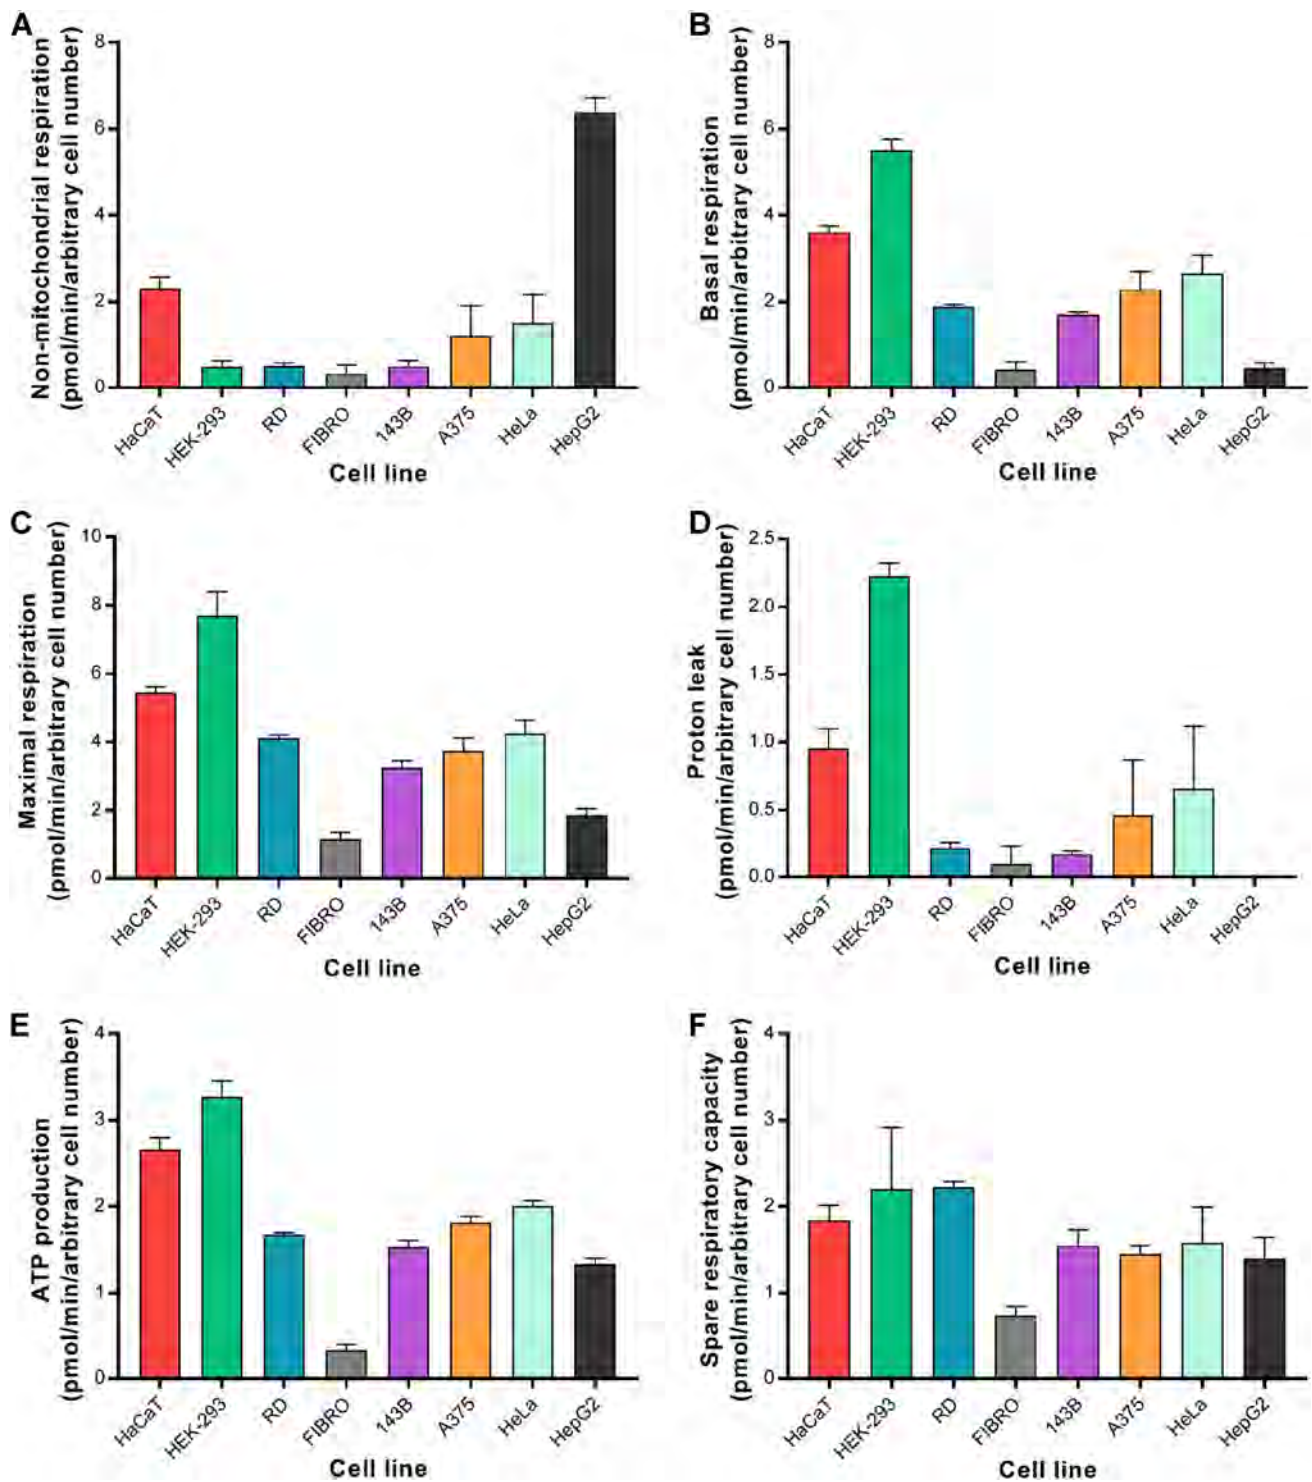 A
Non-mitochondrial respiration
(pmol/min/arbitrary cell number)
8
6
4
2
0
HaCaT
HEK-293
RD
FIBRO
143B
A375
HeLa
HepG2
Cell line
B
Basal respiration
(pmol/min/arbitrary cell number)
8
6
4
2
0
HaCaT
HEK-293
RD
FIBRO
143B
A375
HeLa
HepG2
Cell line
C
Maximal respiration
(pmol/min/arbitrary cell number)
10
8
6
4
2
0
HaCaT
HEK-293
RD
FIBRO
143B
A375
HeLa
HepG2
Cell line
D
Proton leak
(pmol/min/arbitrary cell number)
2.5
2.0
1.5
1.0
0.5
0.0
HaCaT
HEK-293
RD
FIBRO
143B
A375
HeLa
HepG2
Cell line
E
ATP production
(pmol/min/arbitrary cell number)
4
3
2
1
0
HaCaT
HEK-293
RD
FIBRO
143B
A375
HeLa
HepG2
Cell line
F
Spare respiratory capacity
(pmol/min/arbitrary cell number)
4
3
2
1
0
HaCaT
HEK-293
RD
FIBRO
143B
A375
HeLa
HepG2
Cell line